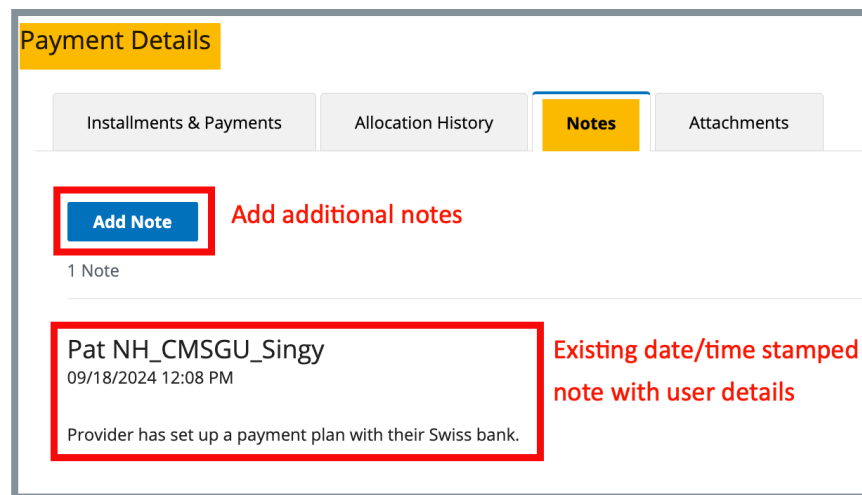 Payment Details
Installments & Payments
Allocation History
Notes
Attachments
Add Note
Add additional notes
1 Note
Pat NH_CMSGU_Singy
09/18/2024 12:08 PM
Provider has set up a payment plan with their Swiss bank.
Existing date/time stamped
note with user details